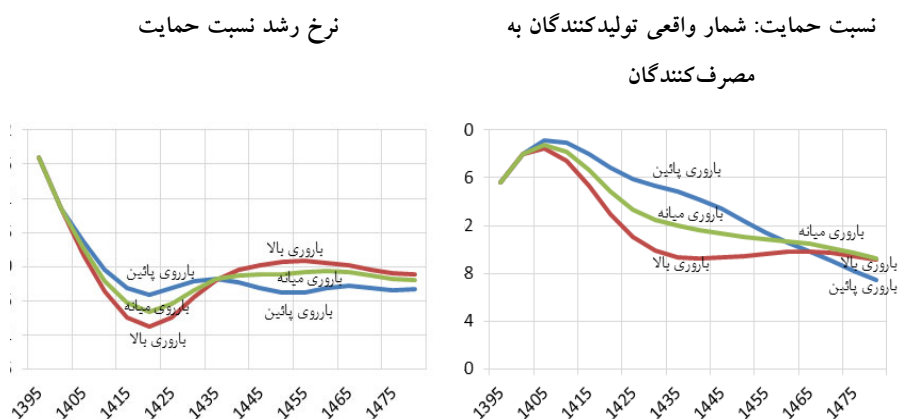 نسبت حمایت: شمار واقعی تولیدکنندگان به
مصرف‌کنندگان
0
6
2
8
4
0
باروری پائین
باروری میانه
باروری بالا
باروری میانه
باروری بالا
باروری پائین
1395
1405
1415
1425
1435
1445
1455
1465
1475
نرخ رشد نسبت حمایت
بارروی پائین
بارروی میانه
باروری بالا
باروری بالا
باروری میانه
بارروی پائین
1395
1405
1415
1425
1435
1445
1455
1465
1475